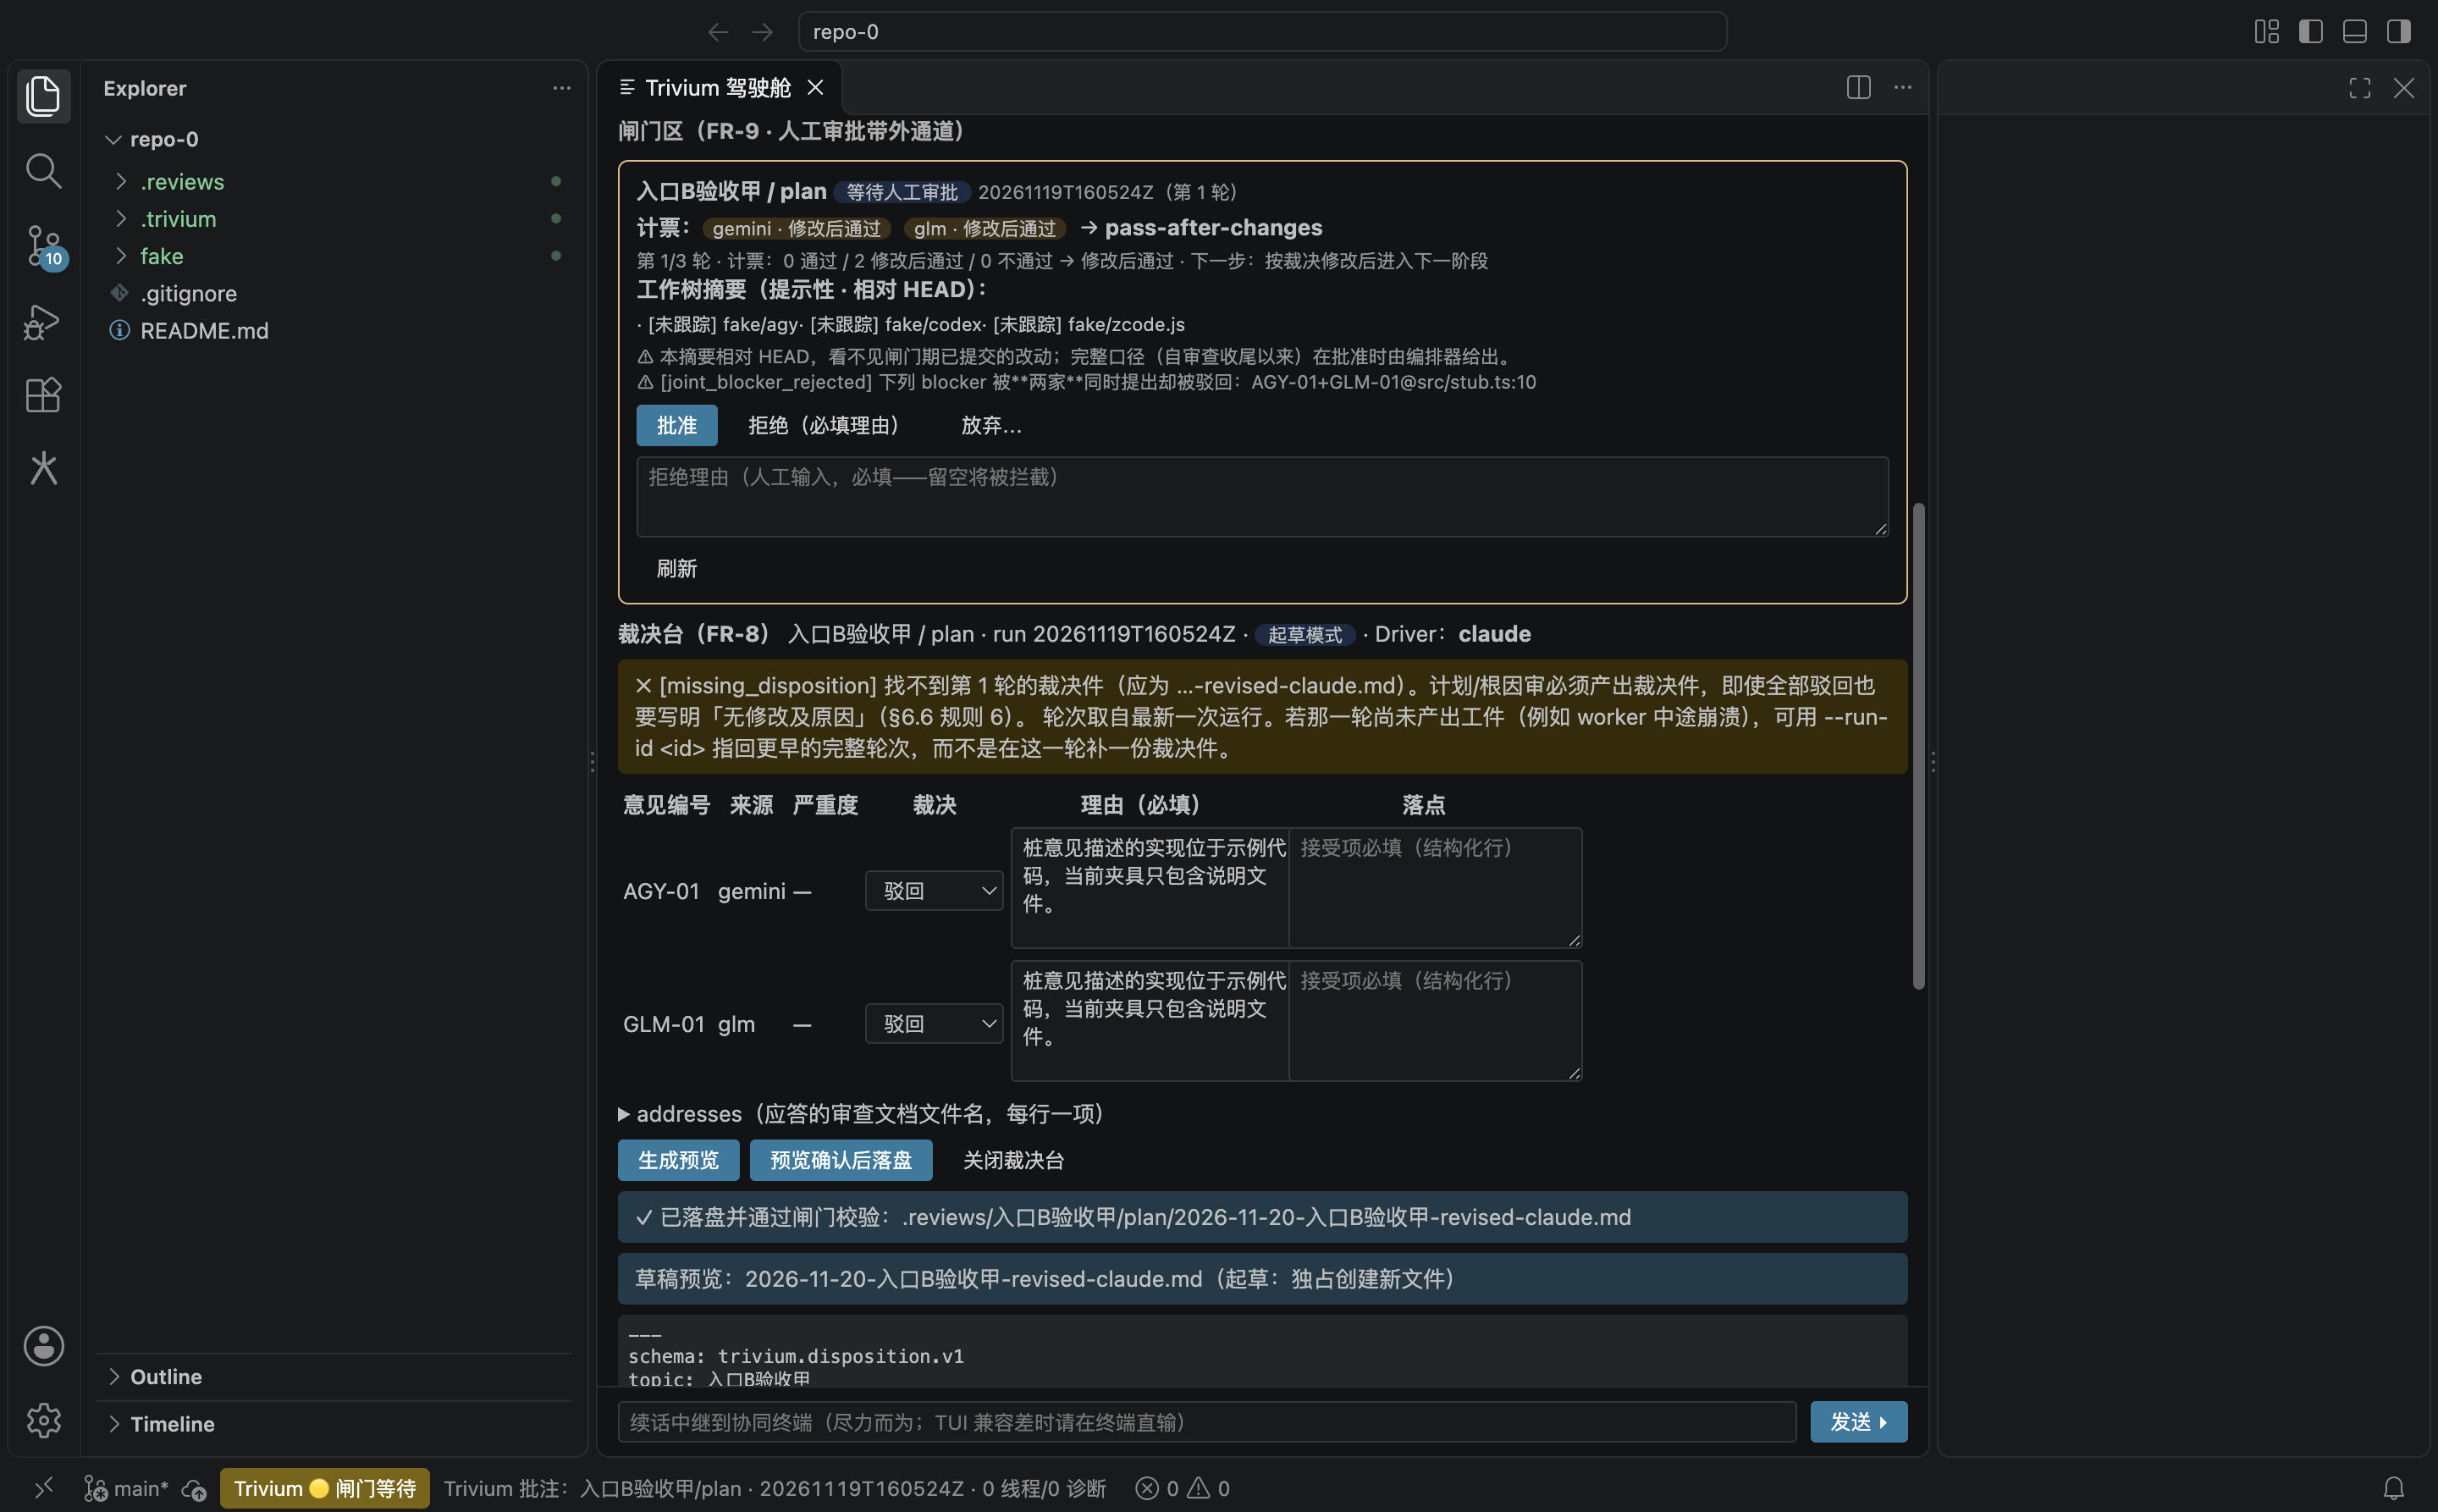 repo-0
Explorer
repo-0
.reviews
.trivium
fake
.gitignore
README.md
10
Outline
Timeline
Trivium 驾驶舱
闸门区（FR-9 · 人工审批带外通道）
入口B验收甲 / plan 等待人工审批 20261119T160524Z（第 1 轮）
计票： gemini · 修改后通过 glm · 修改后通过 → pass-after-changes
第 1/3 轮 · 计票：0 通过 / 2 修改后通过 / 0 不通过 → 修改后通过 · 下一步：按裁决修改后进入下一阶段
工作树摘要（提示性 · 相对 HEAD）：
· [未跟踪] fake/agy· [未跟踪] fake/codex· [未跟踪] fake/zcode.js
⚠ 本摘要相对 HEAD，看不见闸门期已提交的改动；完整口径（自审查收尾以来）在批准时由编排器给出。
⚠ [joint_blocker_rejected] 下列 blocker 被**两家**同时提出却被驳回：AGY-01+GLM-01@src/stub.ts:10
批准 拒绝（必填理由） 放弃…
拒绝理由（人工输入，必填——留空将被拦截）
刷新
裁决台（FR-8） 入口B验收甲 / plan · run 20261119T160524Z · 起草模式 · Driver：claude
✕ [missing_disposition] 找不到第 1 轮的裁决件（应为 …-revised-claude.md）。计划/根因审必须产出裁决件，即使全部驳回也
要写明「无修改及原因」（§6.6 规则 6）。 轮次取自最新一次运行。若那一轮尚未产出工件（例如 worker 中途崩溃），可用 --run-
id <id> 指回更早的完整轮次，而不是在这一轮补一份裁决件。
意见编号 来源 严重度 裁决 理由（必填） 落点
AGY-01 gemini — 驳回
桩意见描述的实现位于示例代
码，当前夹具只包含说明文
件。
接受项必填（结构化行）
GLM-01 glm — 驳回
桩意见描述的实现位于示例代
码，当前夹具只包含说明文
件。
接受项必填（结构化行）
▶ addresses（应答的审查文档文件名，每行一项）
生成预览 预览确认后落盘 关闭裁决台
✓ 已落盘并通过闸门校验：.reviews/入口B验收甲/plan/2026-11-20-入口B验收甲-revised-claude.md
草稿预览：2026-11-20-入口B验收甲-revised-claude.md（起草：独占创建新文件）
---
schema: trivium.disposition.v1
topic: 入口B验收甲
续话中继到协同终端（尽力而为；TUI 兼容差时请在终端直输）
发送
main* Trivium 🟡 闸门等待 Trivium 批注：入口B验收甲/plan · 20261119T160524Z · 0 线程/0 诊断 0 0